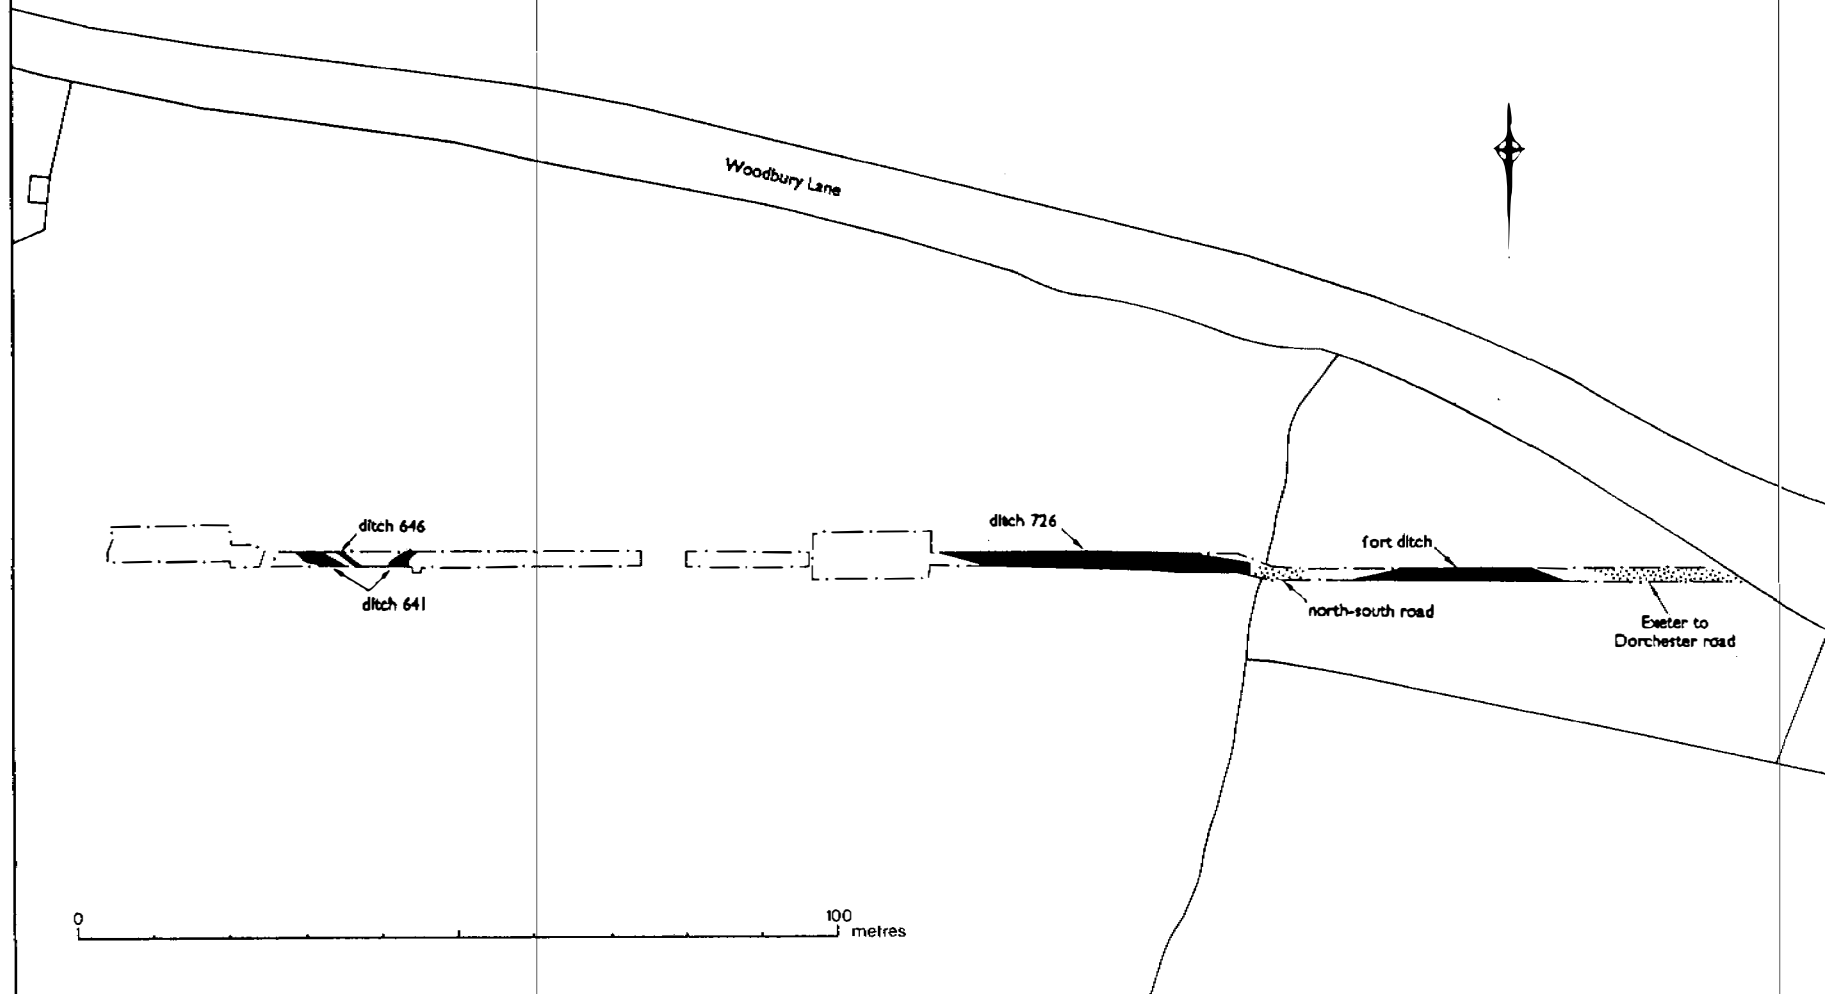 Woodbury Lane
ditch 646
ditch 726
fort ditch
ditch 641
north-south road
Exeter to
Dorchester road
0
100
metres